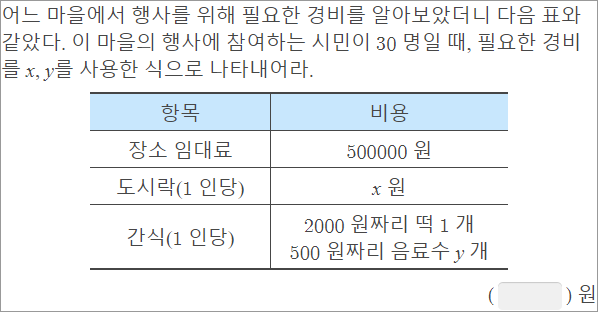 어느 마을에서 행사를 위해 필요한 경비를 알아보았더니 다음 표와
같았다. 이 마을의 행사에 참여하는 시민이 30 명일 때, 필요한 경비
를 x, y를 사용한 식으로 나타내어라.
항목 비용
장소 임대료 500000 원
도시락(1 인당) x 원
간식(1 인당) 2000 원짜리 떡 1 개
500 원짜리 음료수 y 개
( ) 원